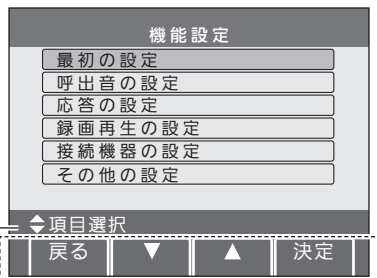 機能設定
最初の設定
呼出音の設定
応答の設定
録画再生の設定
接続機器の設定
その他の設定
項目選択
戻る ▼ ▲ 決定